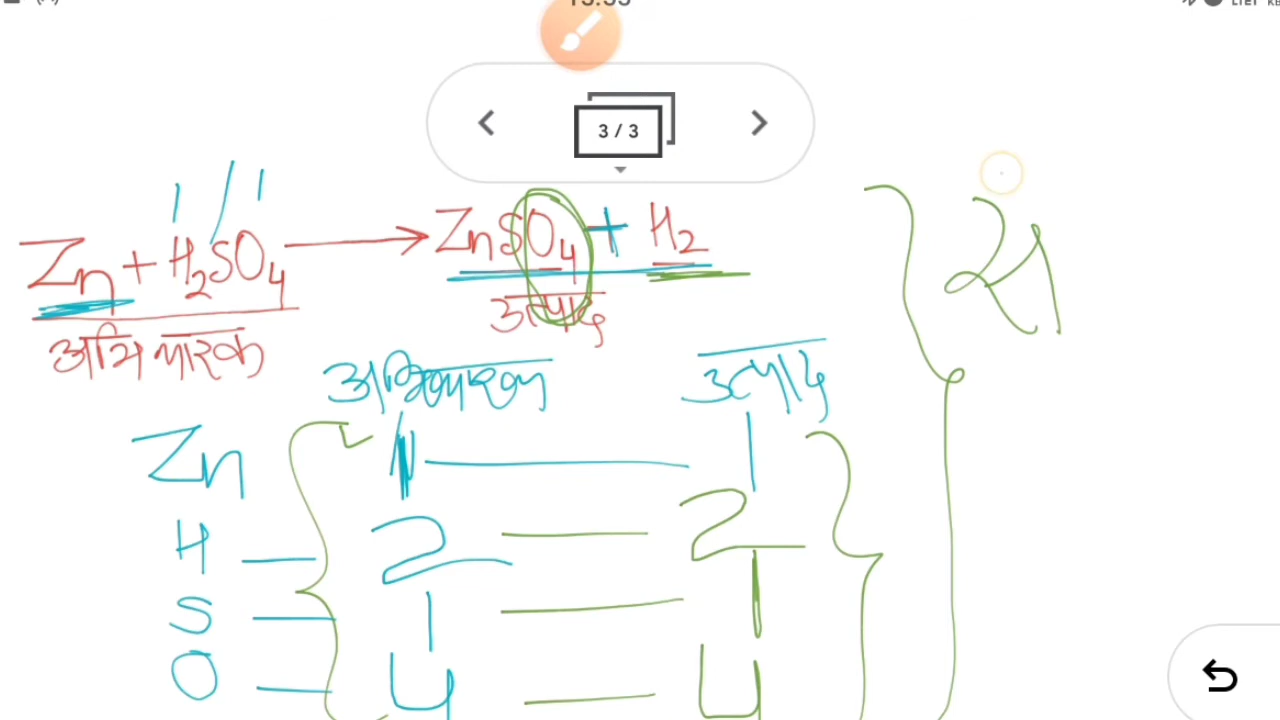 3 / 3
Zn + H2SO4 → ZnSO4 + H2
अभिकारक उत्पाद
अभिकारक उत्पाद
Zn 1 — 1
H — 2 — 2
S — 1 — 1
O — 4 — 4